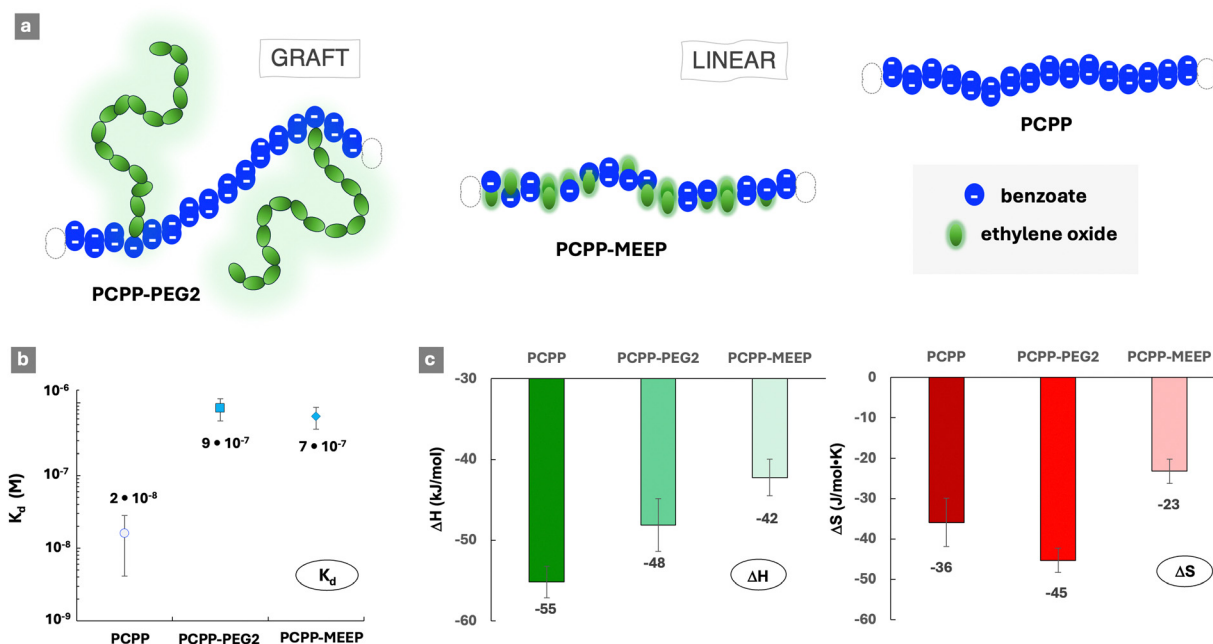 a
GRAFT
LINEAR
PCPP
benzoate
ethylene oxide
PCPP-MEEP
PCPP-PEG2
b
K_d (M)
10⁻⁶
10⁻⁷
10⁻⁸
10⁻⁹
2 • 10⁻⁸
9 • 10⁻⁷
7 • 10⁻⁷
K_d
PCPP PCPP-PEG2 PCPP-MEEP
c
PCPP PCPP-PEG2 PCPP-MEEP
ΔH (kJ/mol)
-30
-40
-50
-60
-55
-48
-42
ΔH
PCPP PCPP-PEG2 PCPP-MEEP
ΔS (J/mol•K)
0
-10
-20
-30
-40
-50
-60
-36
-45
-23
ΔS